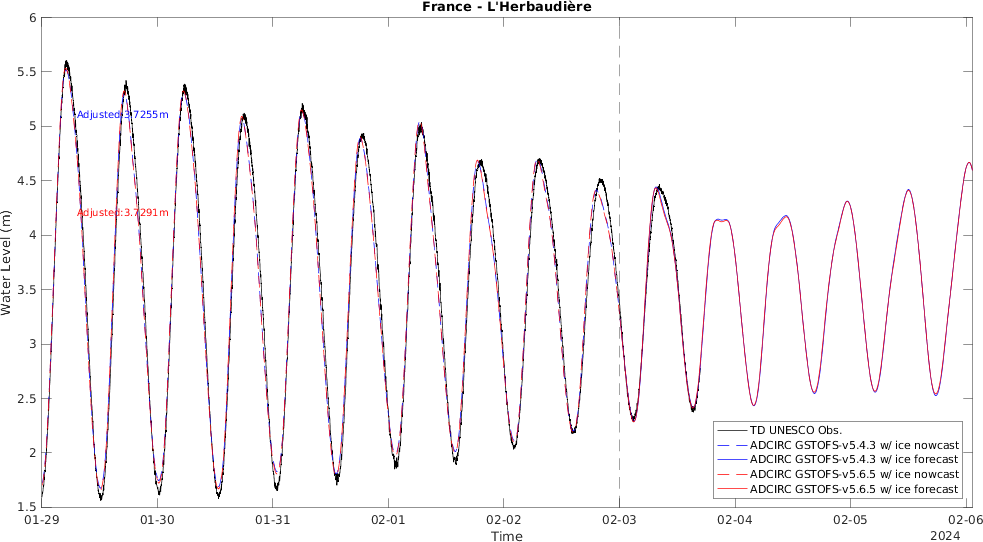 France - L'Herbaudière
6
5.5
5
4.5
4
3.5
3
2.5
2
1.5
Water Level (m)
Adjusted:3.7255m
Adjusted:3.7291m
TD UNESCO Obs.
ADCIRC GSTOFS-v5.4.3 w/ ice nowcast
ADCIRC GSTOFS-v5.4.3 w/ ice forecast
ADCIRC GSTOFS-v5.6.5 w/ ice nowcast
ADCIRC GSTOFS-v5.6.5 w/ ice forecast
01-29 01-30 01-31 02-01 02-02 02-03 02-04 02-05 02-06
Time
2024